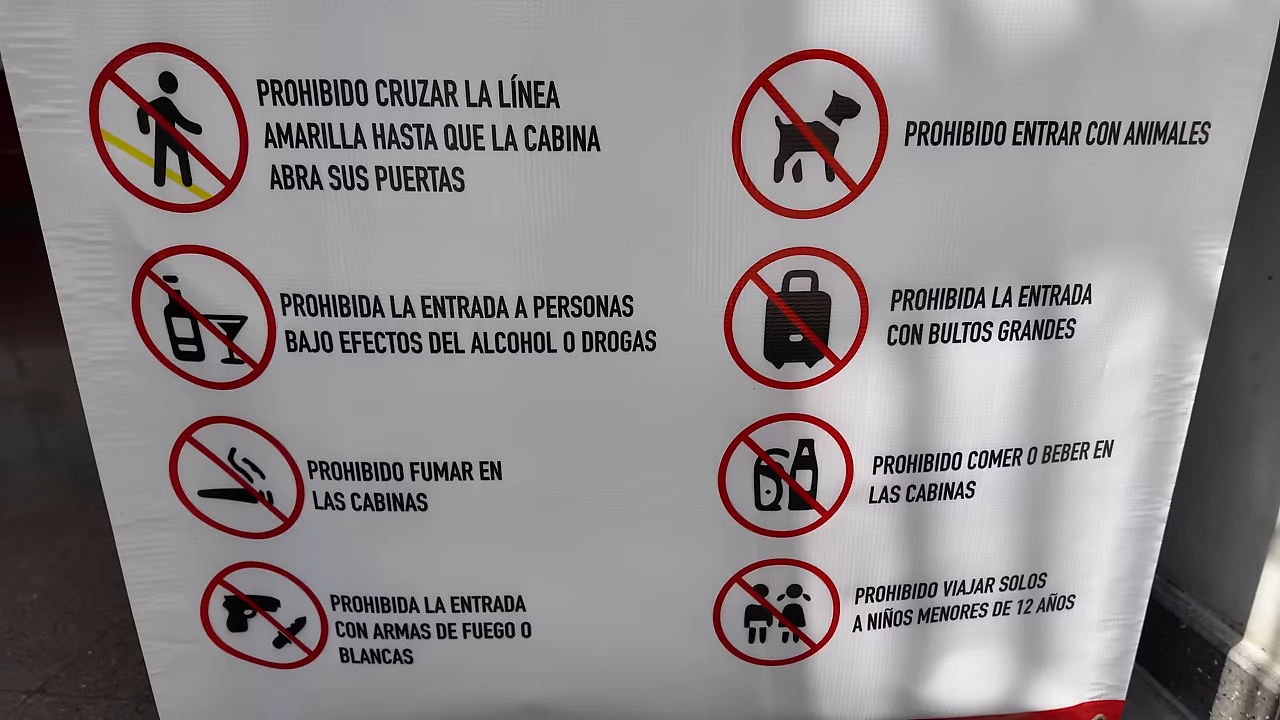 PROHIBIDO CRUZAR LA LÍNEA
AMARILLA HASTA QUE LA CABINA
ABRA SUS PUERTAS
PROHIBIDA LA ENTRADA A PERSONAS
BAJO EFECTOS DEL ALCOHOL O DROGAS
PROHIBIDO FUMAR EN
LAS CABINAS
PROHIBIDA LA ENTRADA
CON ARMAS DE FUEGO O
BLANCAS
PROHIBIDO ENTRAR CON ANIMALES
PROHIBIDA LA ENTRADA
CON BULTOS GRANDES
PROHIBIDO COMER O BEBER EN
LAS CABINAS
PROHIBIDO VIAJAR SOLOS
A NIÑOS MENORES DE 12 AÑOS